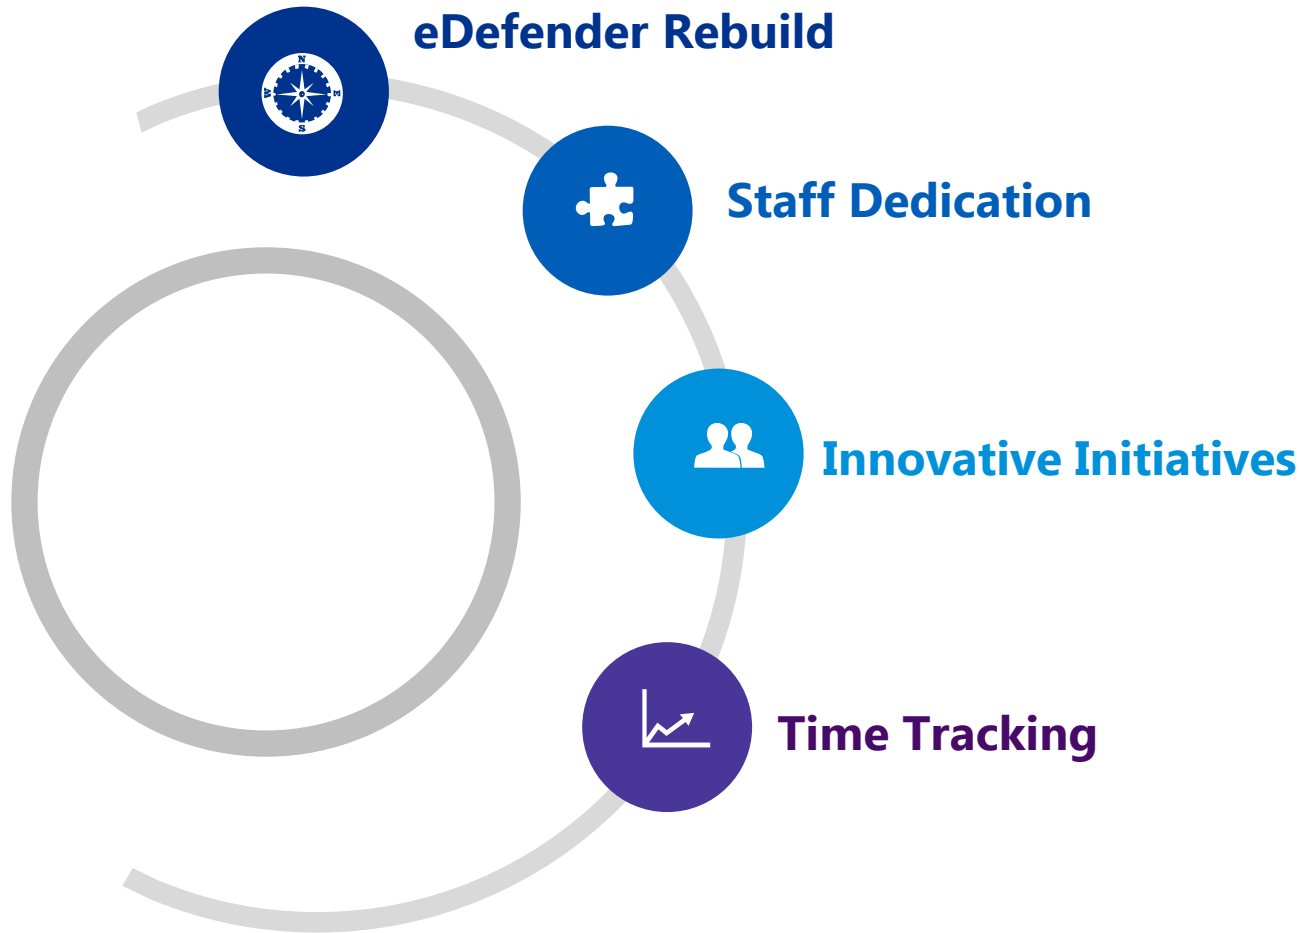 eDefender Rebuild
N
W
M
S
Staff Dedication
Innovative Initiatives
Time Tracking